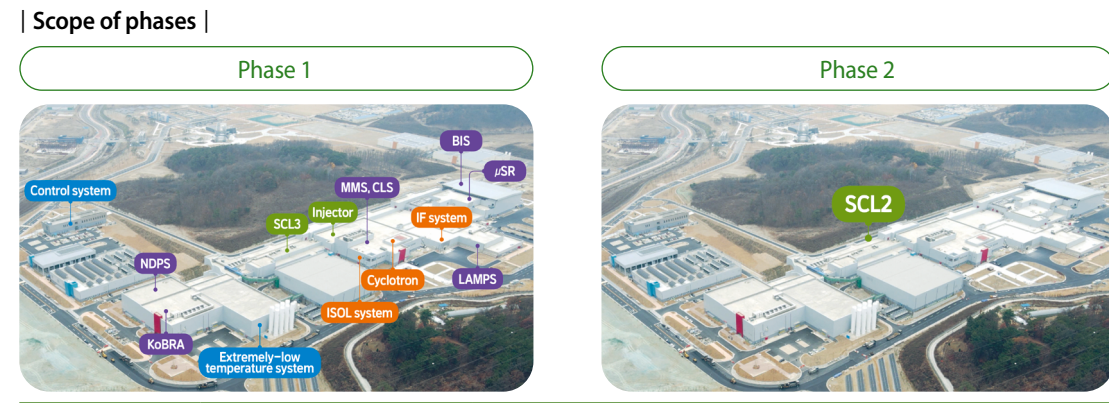 | Scope of phases |
Phase 1
Phase 2
BIS
μSR
Control system
MMS, CLS
Injector
SCL3
IF system
NDPS
Cyclotron
LAMPS
ISOL system
KoBRA
Extremely-low
temperature system
SCL2